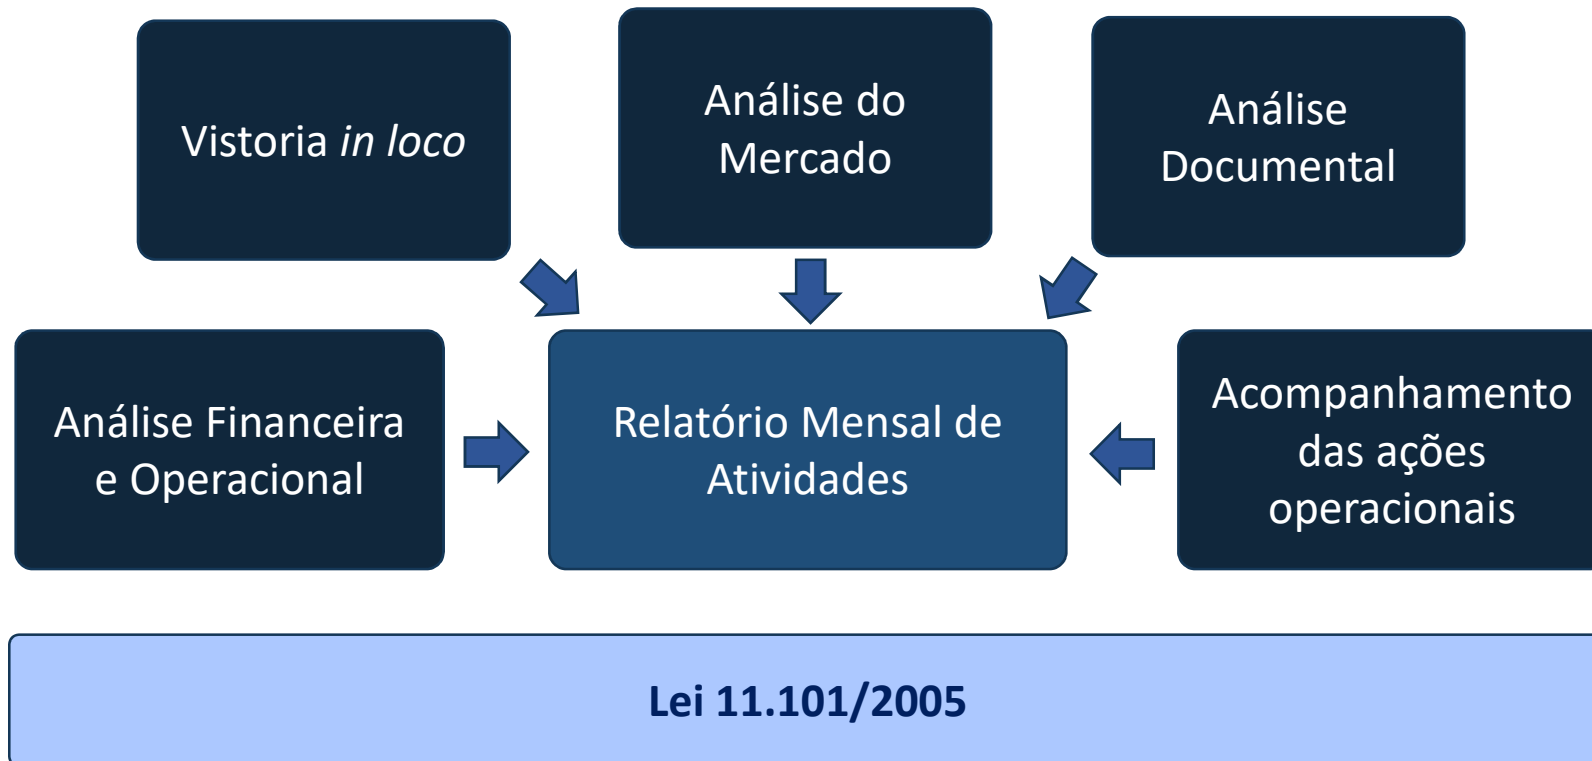 Vistoria in loco
Análise do
Mercado
Análise
Documental
Análise Financeira
e Operacional
Relatório Mensal de
Atividades
Acompanhamento
das ações
operacionais
Lei 11.101/2005